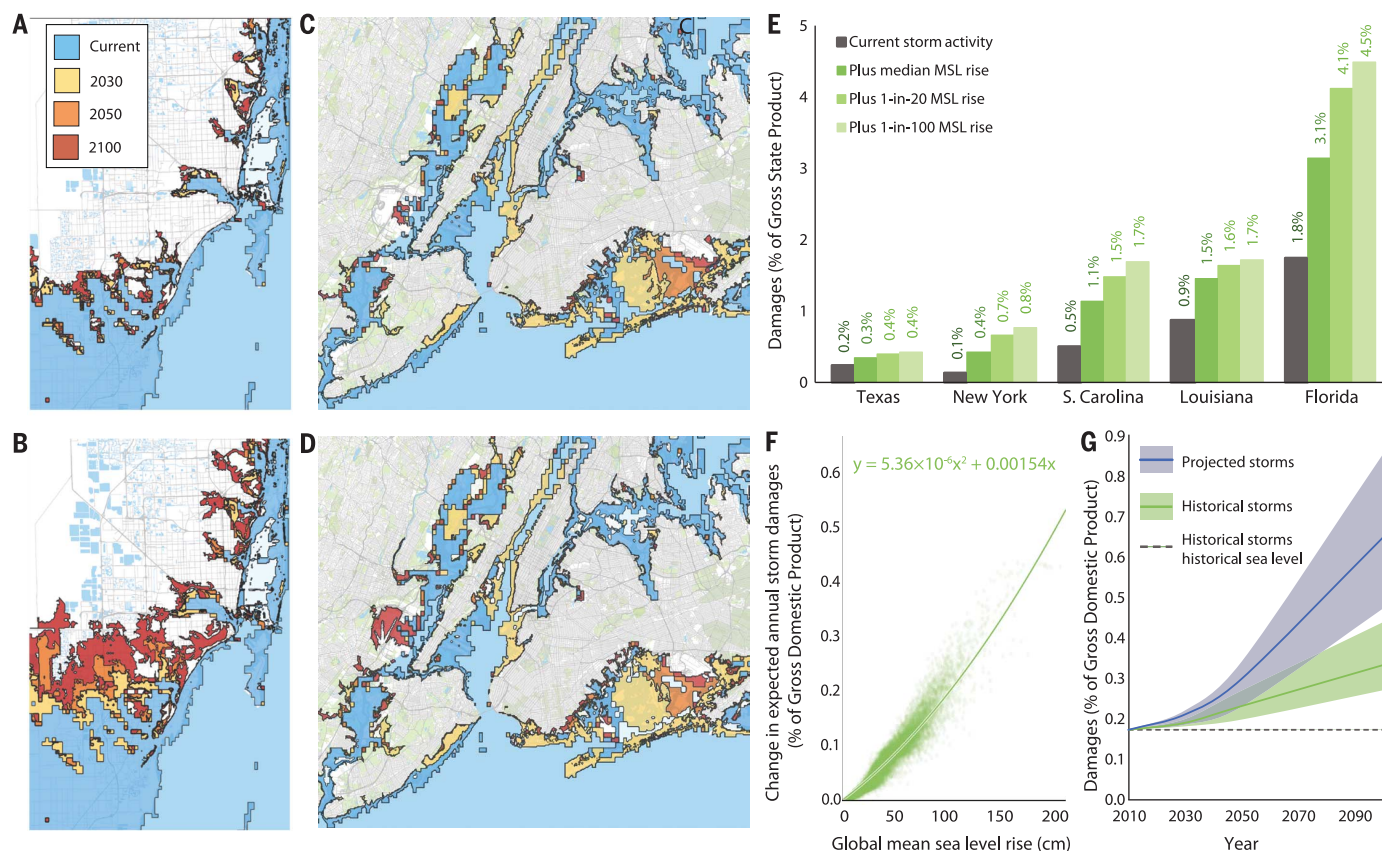 A
Current
2030
2050
2100
B
C
D
E
Damages (% of Gross State Product)
5
4
3
2
1
0
Current storm activity
Plus median MSL rise
Plus 1-in-20 MSL rise
Plus 1-in-100 MSL rise
0.2%
0.3%
0.4%
0.4%
0.1%
0.4%
0.7%
0.8%
0.5%
1.1%
1.5%
1.7%
0.9%
1.5%
1.6%
1.7%
1.8%
3.1%
4.1%
4.5%
Texas
New York
S. Carolina
Louisiana
Florida
F
Change in expected annual storm damages
(% of Gross Domestic Product)
y = 5.36×10⁻⁶x² + 0.00154x
0.6
0.5
0.4
0.3
0.2
0.1
0.0
0
50
100
150
200
Global mean sea level rise (cm)
G
Damages (% of Gross Domestic Product)
0.9
0.8
0.7
0.6
0.5
0.4
0.3
0.2
0.1
0.0
Projected storms
Historical storms
Historical storms
historical sea level
2010
2030
2050
2070
2090
Year